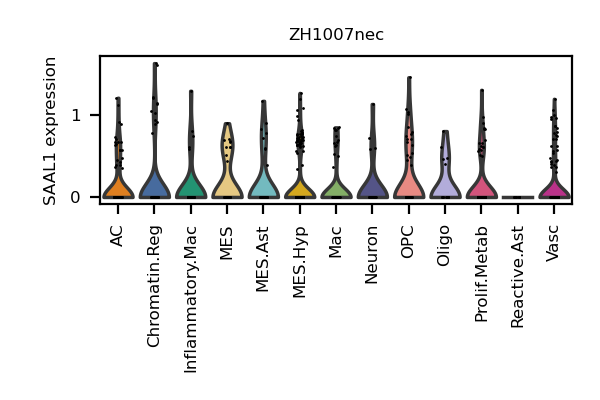 ZH1007nec
SAAL1 expression
1
0
AC
Chromatin.Reg
Inflammatory.Mac
MES
MES.Ast
MES.Hyp
Mac
Neuron
OPC
Oligo
Prolif.Metab
Reactive.Ast
Vasc